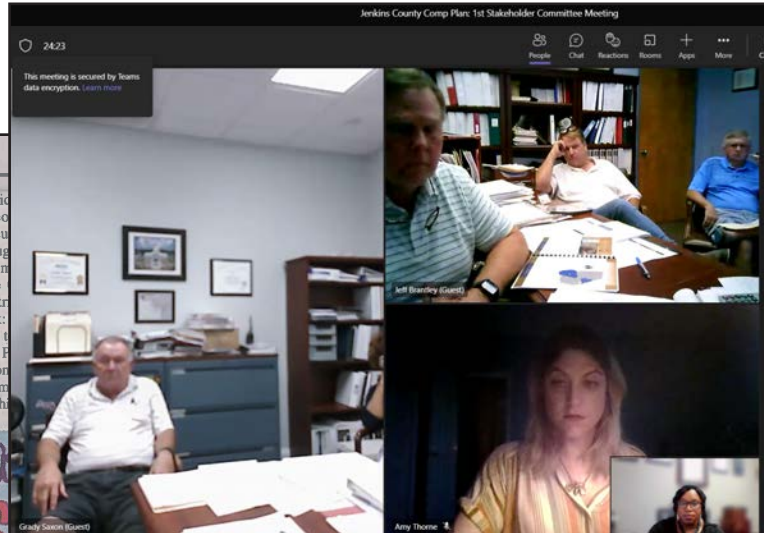 Jenkins County Comp Plan: 1st Stakeholder Committee Meeting
24:23
People
Chat
Reactions
Rooms
Apps
More
This meeting is secured by Teams
data encryption. Learn more
Jeff Brantley (Guest)
Grady Saxon (Guest)
Amy Thorne